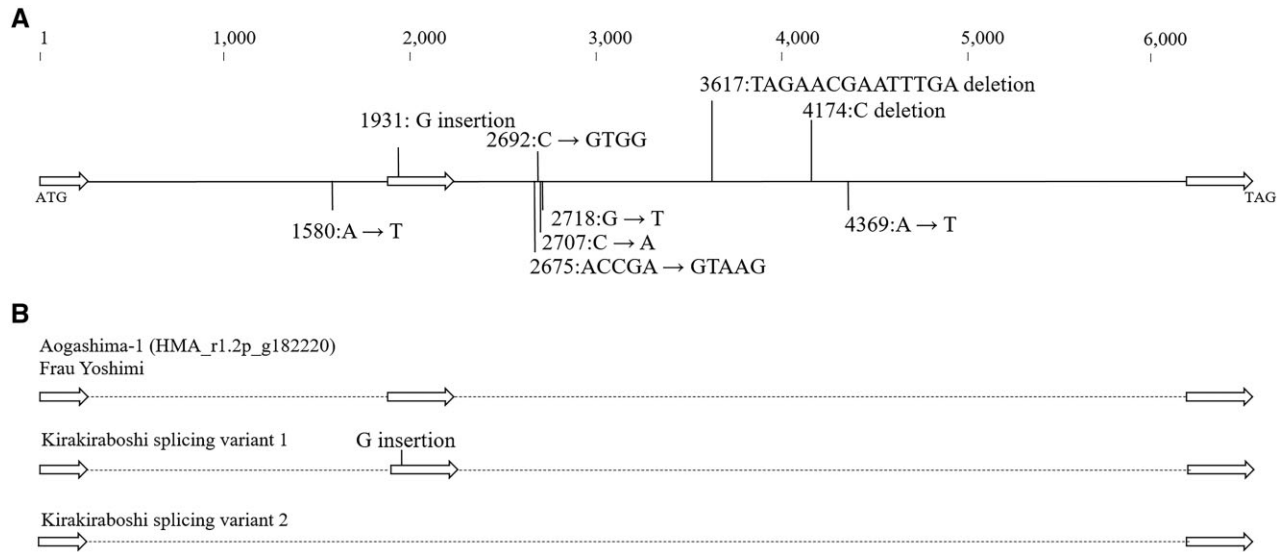 A
1 1,000 2,000 3,000 4,000 5,000 6,000
3617:TAGAACGAATTTGA deletion
4174:C deletion
1931: G insertion
2692:C → GTGG
ATG
TAG
1580:A → T
2718:G → T
4369:A → T
2707:C → A
2675:ACCGA → GTAAG
B
Aogashima-1 (HMA_r1.2p_g182220)
Frau Yoshimi
Kirakiraboshi splicing variant 1
G insertion
Kirakiraboshi splicing variant 2